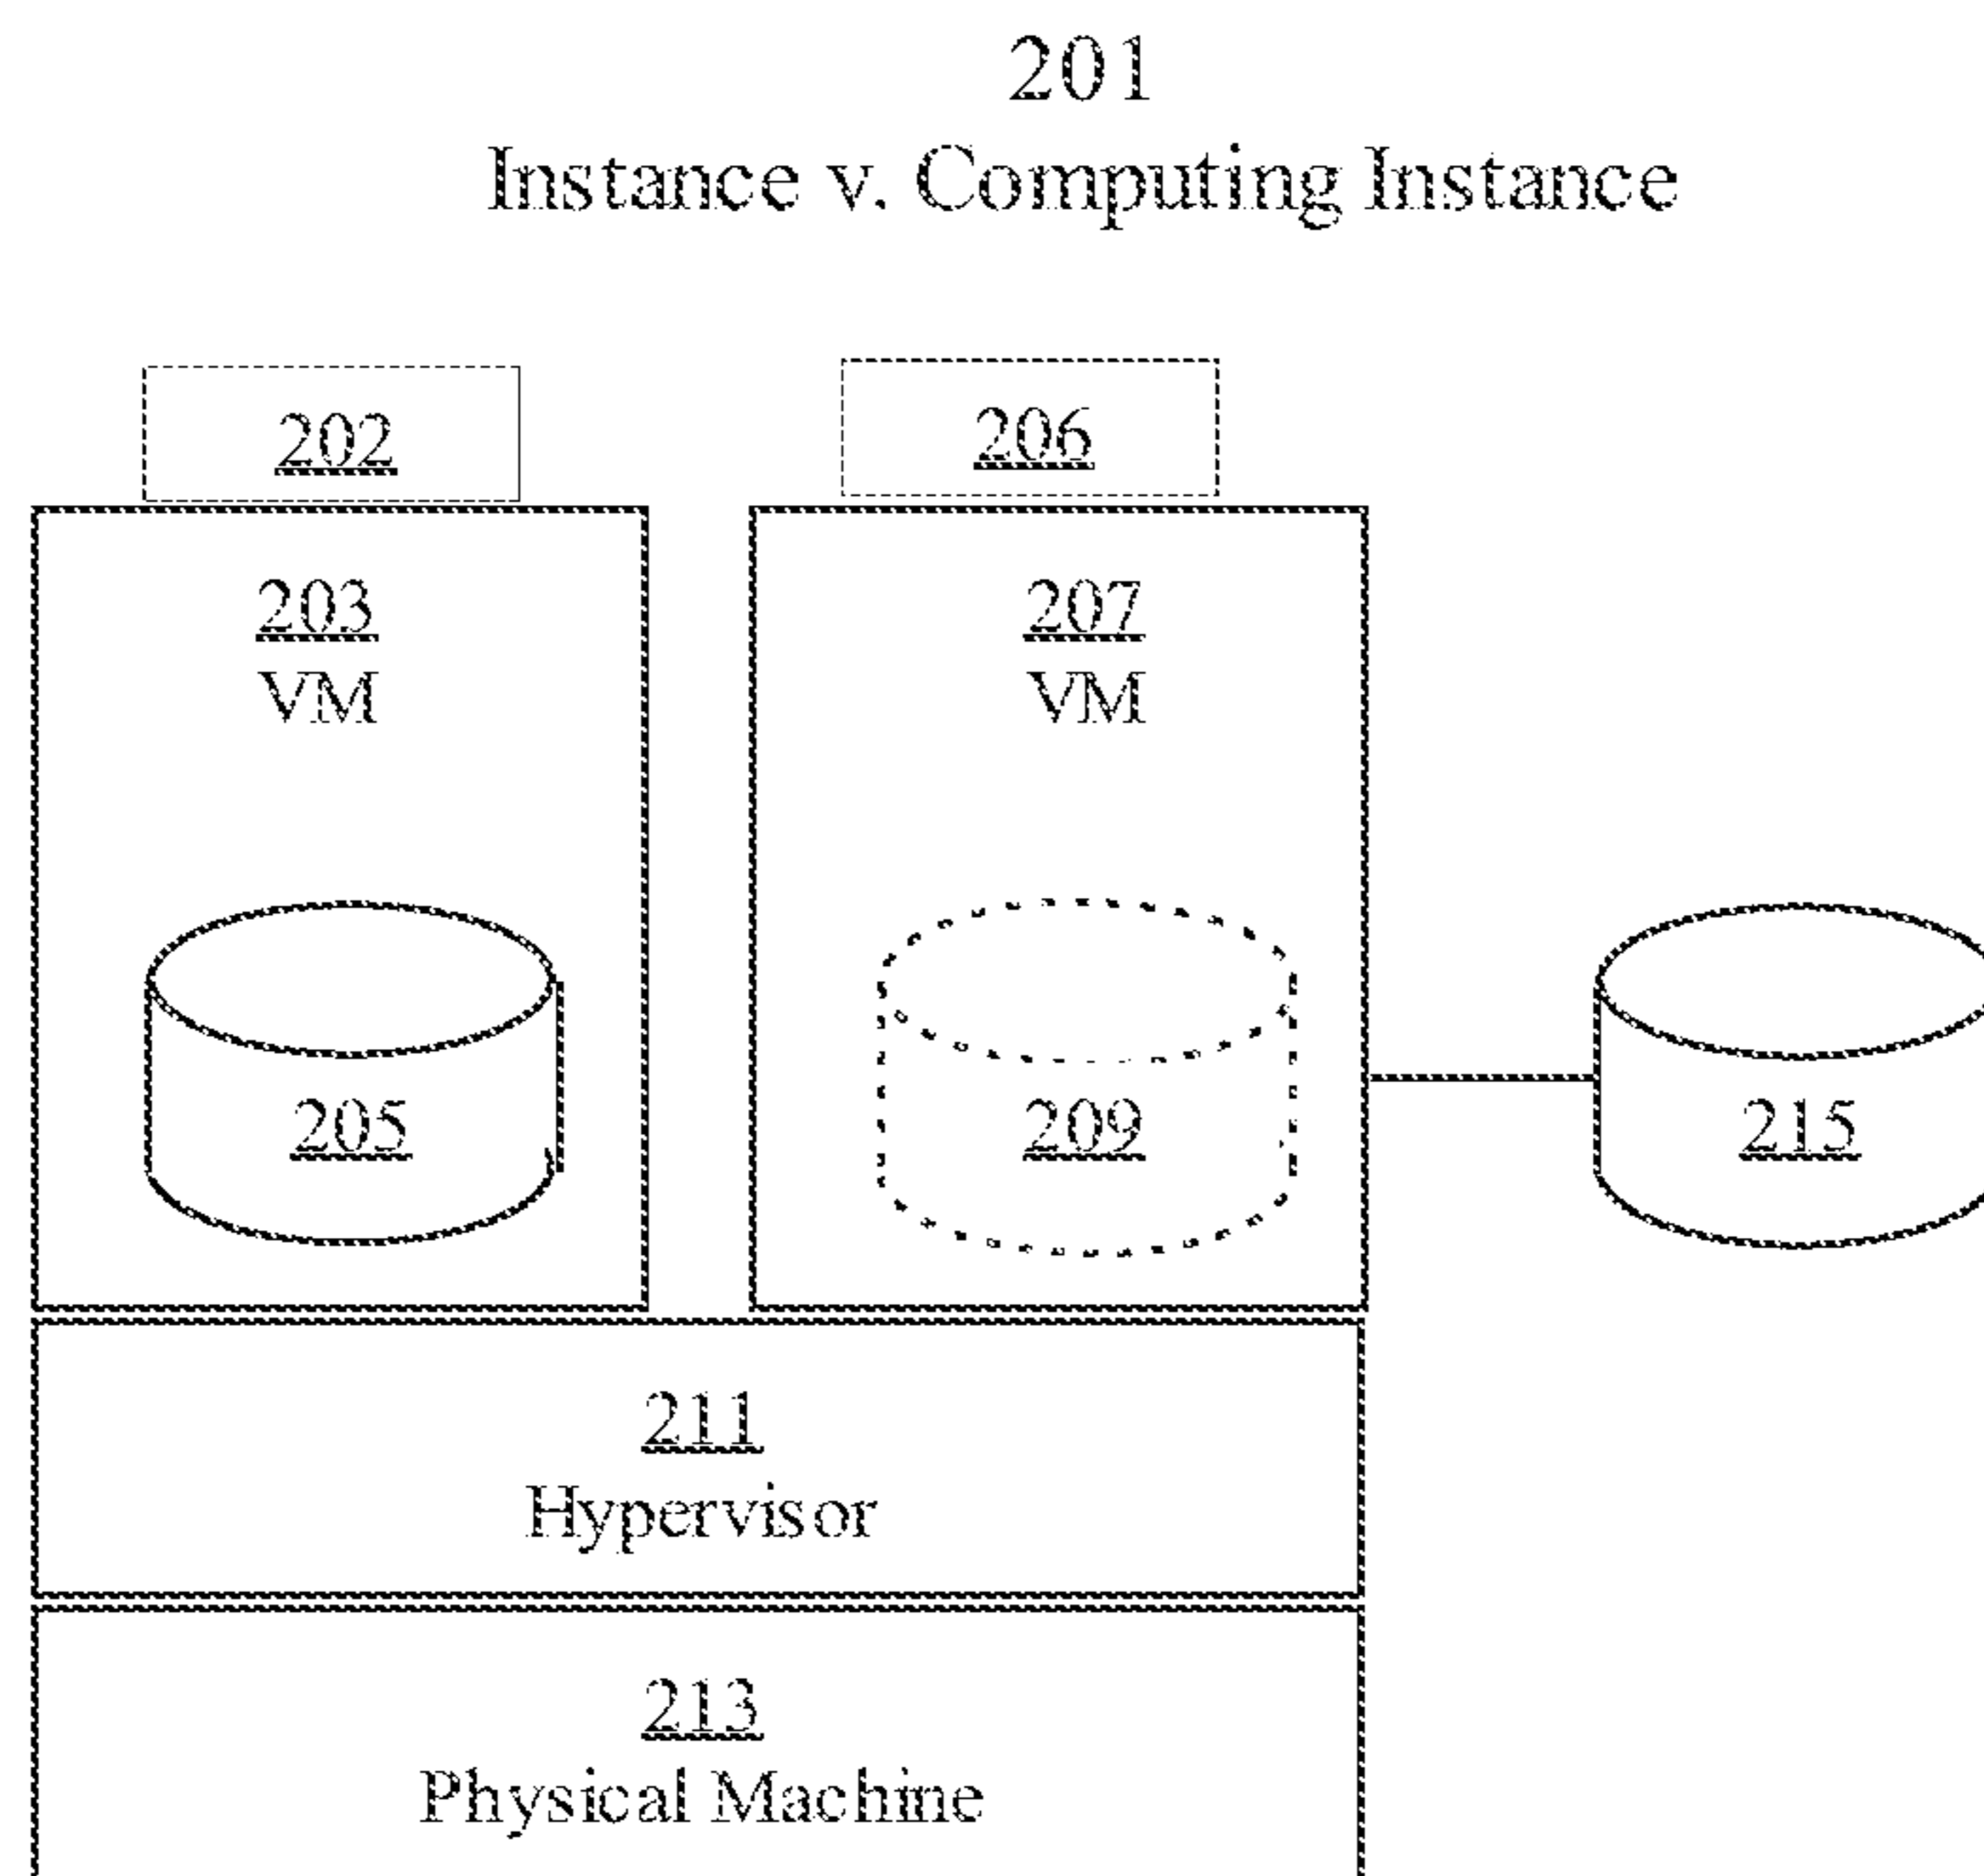 201
Instance v. Computing Instance
202
206
203
VM
207
VM
205
209
215
211
Hypervisor
213
Physical Machine